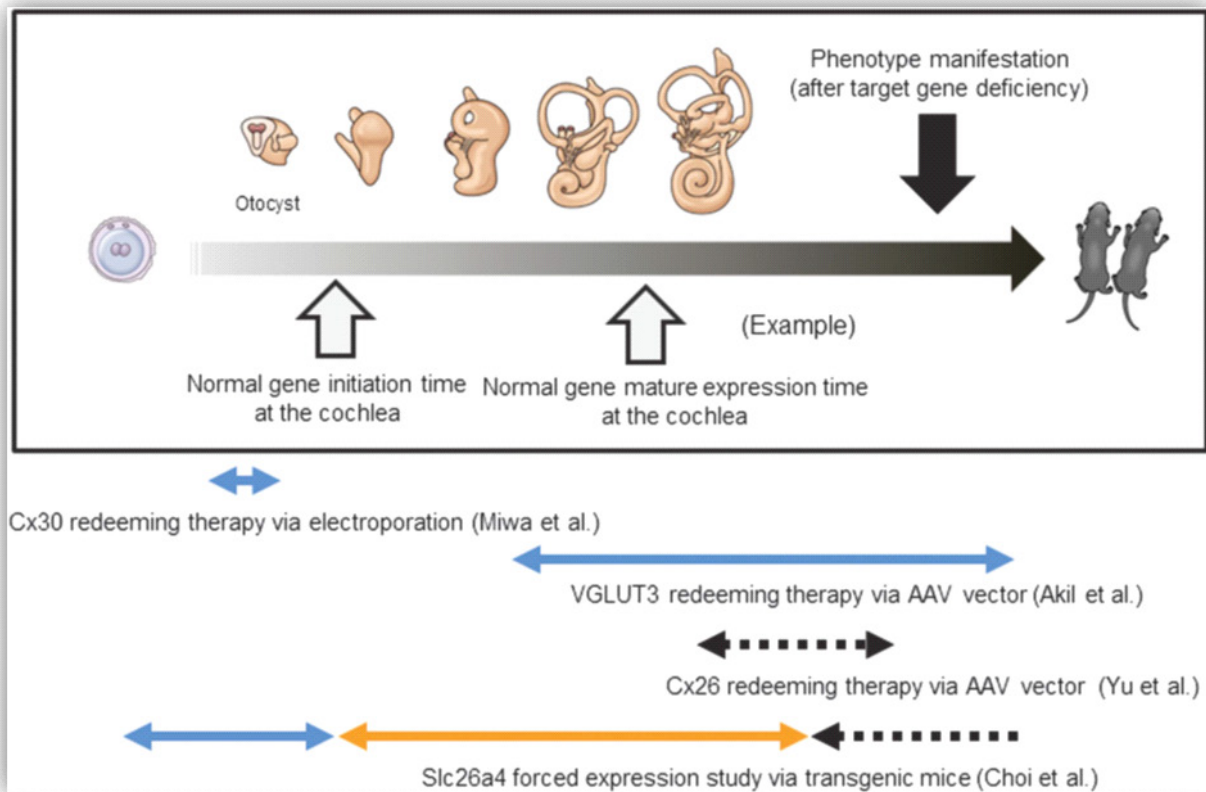 Phenotype manifestation
(after target gene deficiency)
Otocyst
(Example)
Normal gene initiation time
at the cochlea
Normal gene mature expression time
at the cochlea
Cx30 redeeming therapy via electroporation (Miwa et al.)
VGLUT3 redeeming therapy via AAV vector (Akil et al.)
Cx26 redeeming therapy via AAV vector (Yu et al.)
Slc26a4 forced expression study via transgenic mice (Choi et al.)